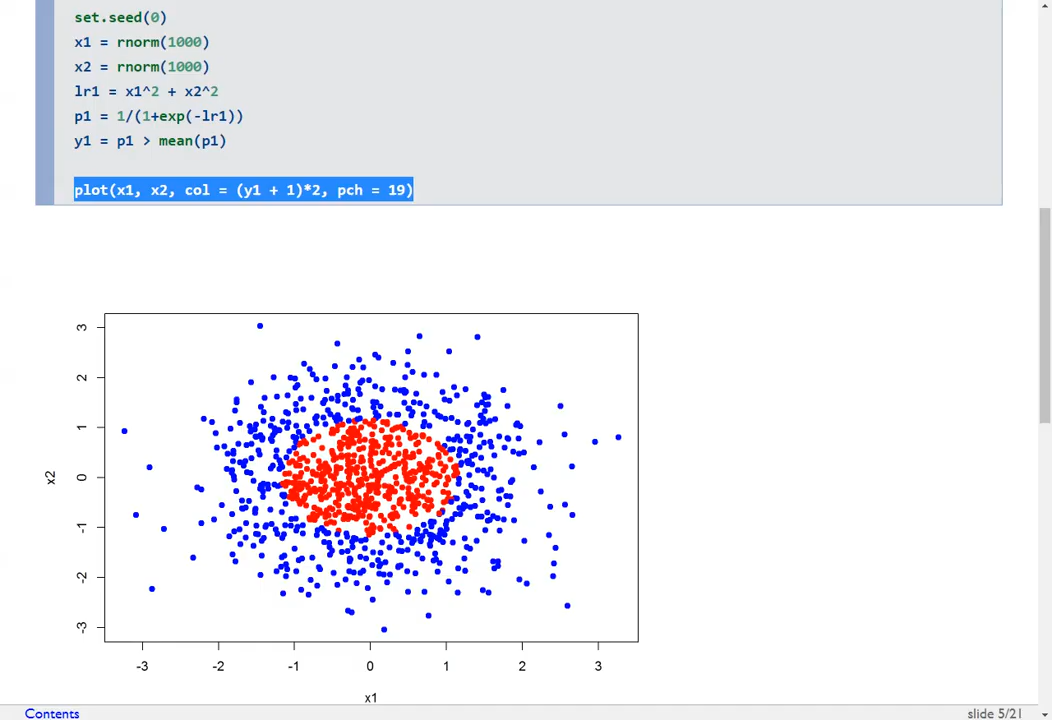 set.seed(0)
x1 = rnorm(1000)
x2 = rnorm(1000)
lr1 = x1^2 + x2^2
p1 = 1/(1+exp(-lr1))
y1 = p1 > mean(p1)
plot(x1, x2, col = (y1 + 1)*2, pch = 19)
3
2
1
0
-1
-2
-3
x2
-3 -2 -1 0 1 2 3
x1
Contents
slide 5/21